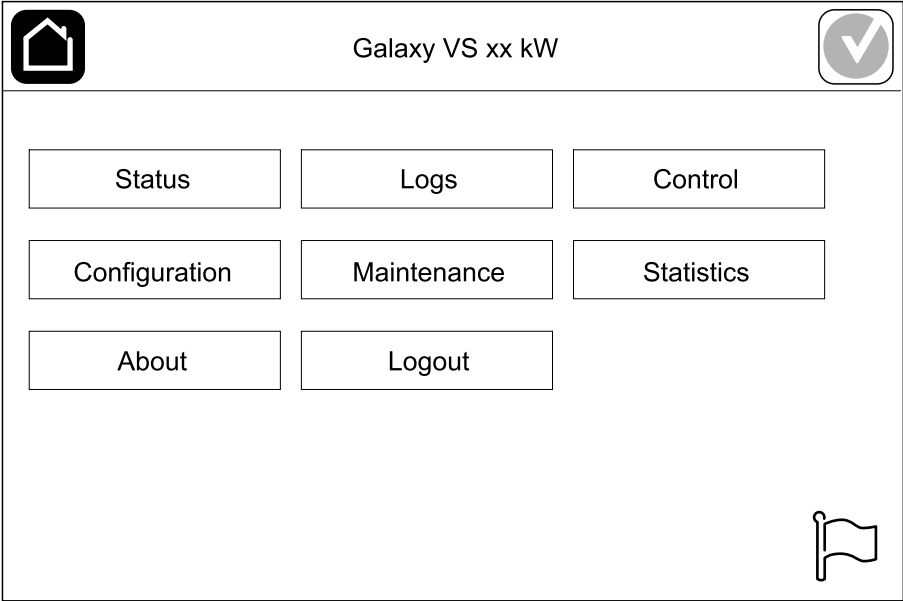 Galaxy VS xx kW
Status
Logs
Control
Configuration
Maintenance
Statistics
About
Logout